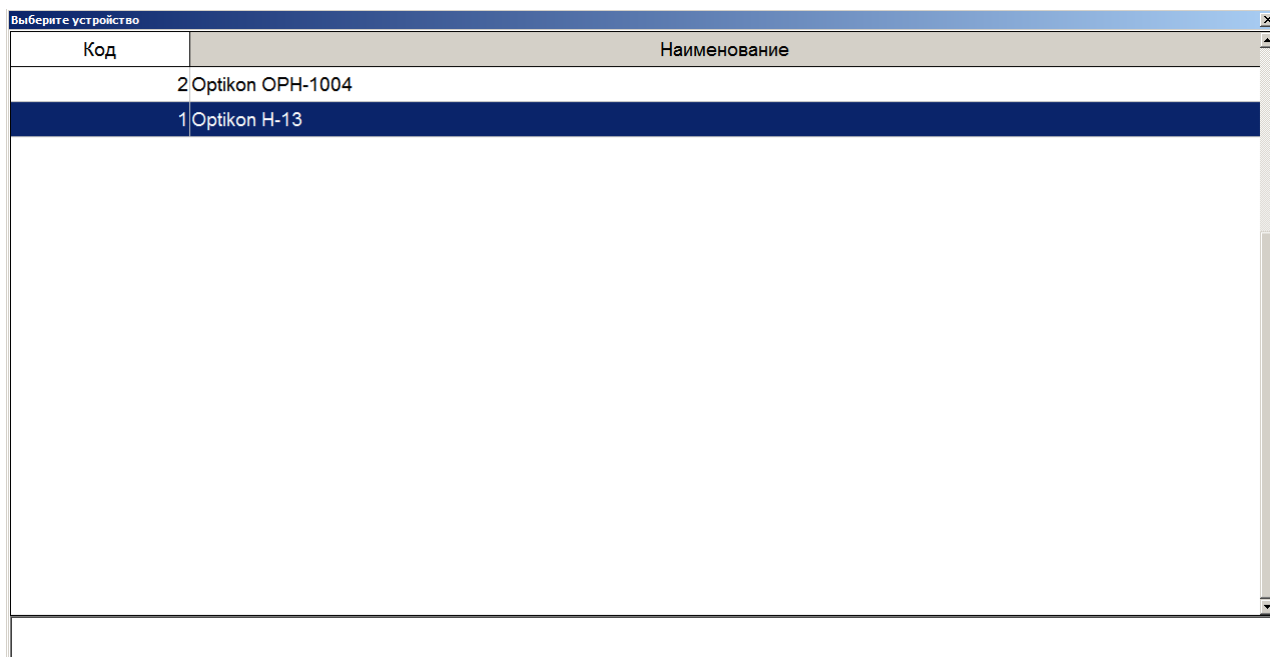 Выберите устройство
Код Наименование
2 Optikon OPH-1004
1 Optikon H-13